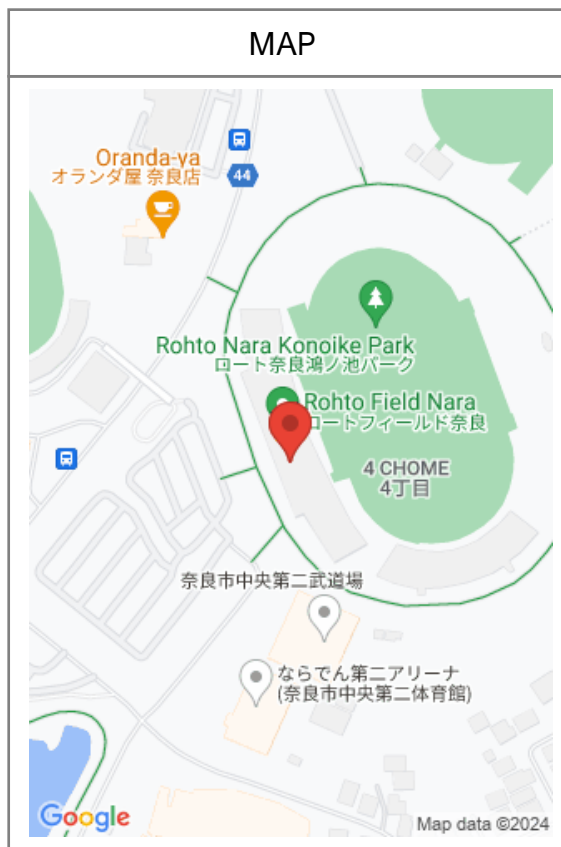 MAP
Oranda-ya
オランダ屋 奈良店
44
Rohto Nara Konoike Park
ロート奈良鴻ノ池パーク
Rohto Field Nara
ロートフィールド奈良
4 CHOME
4丁目
奈良市中央第二武道場
ならでん第二アリーナ
(奈良市中央第二体育館)
Google
Map data ©2024